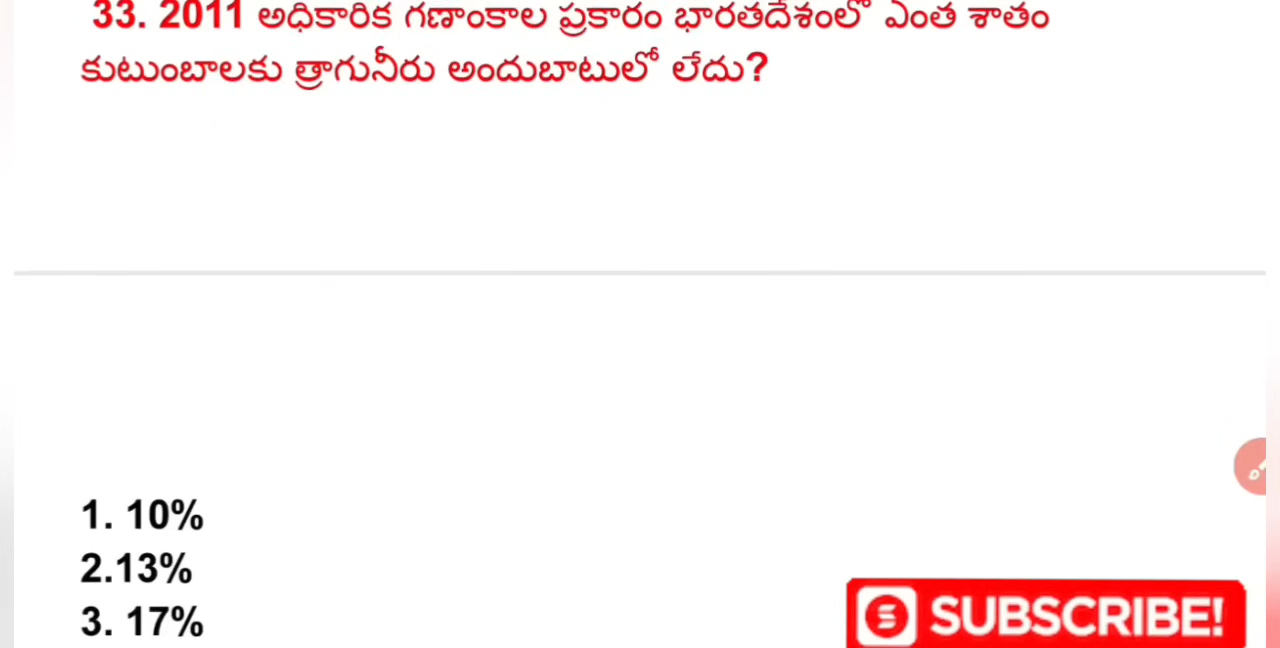 33. 2011 అధికారిక గణాంకాల ప్రకారం భారతదేశంలో ఎంత శాతం
కుటుంబాలకు త్రాగునీరు అందుబాటులో లేదు?
1. 10%
2.13%
3. 17%
SUBSCRIBE!